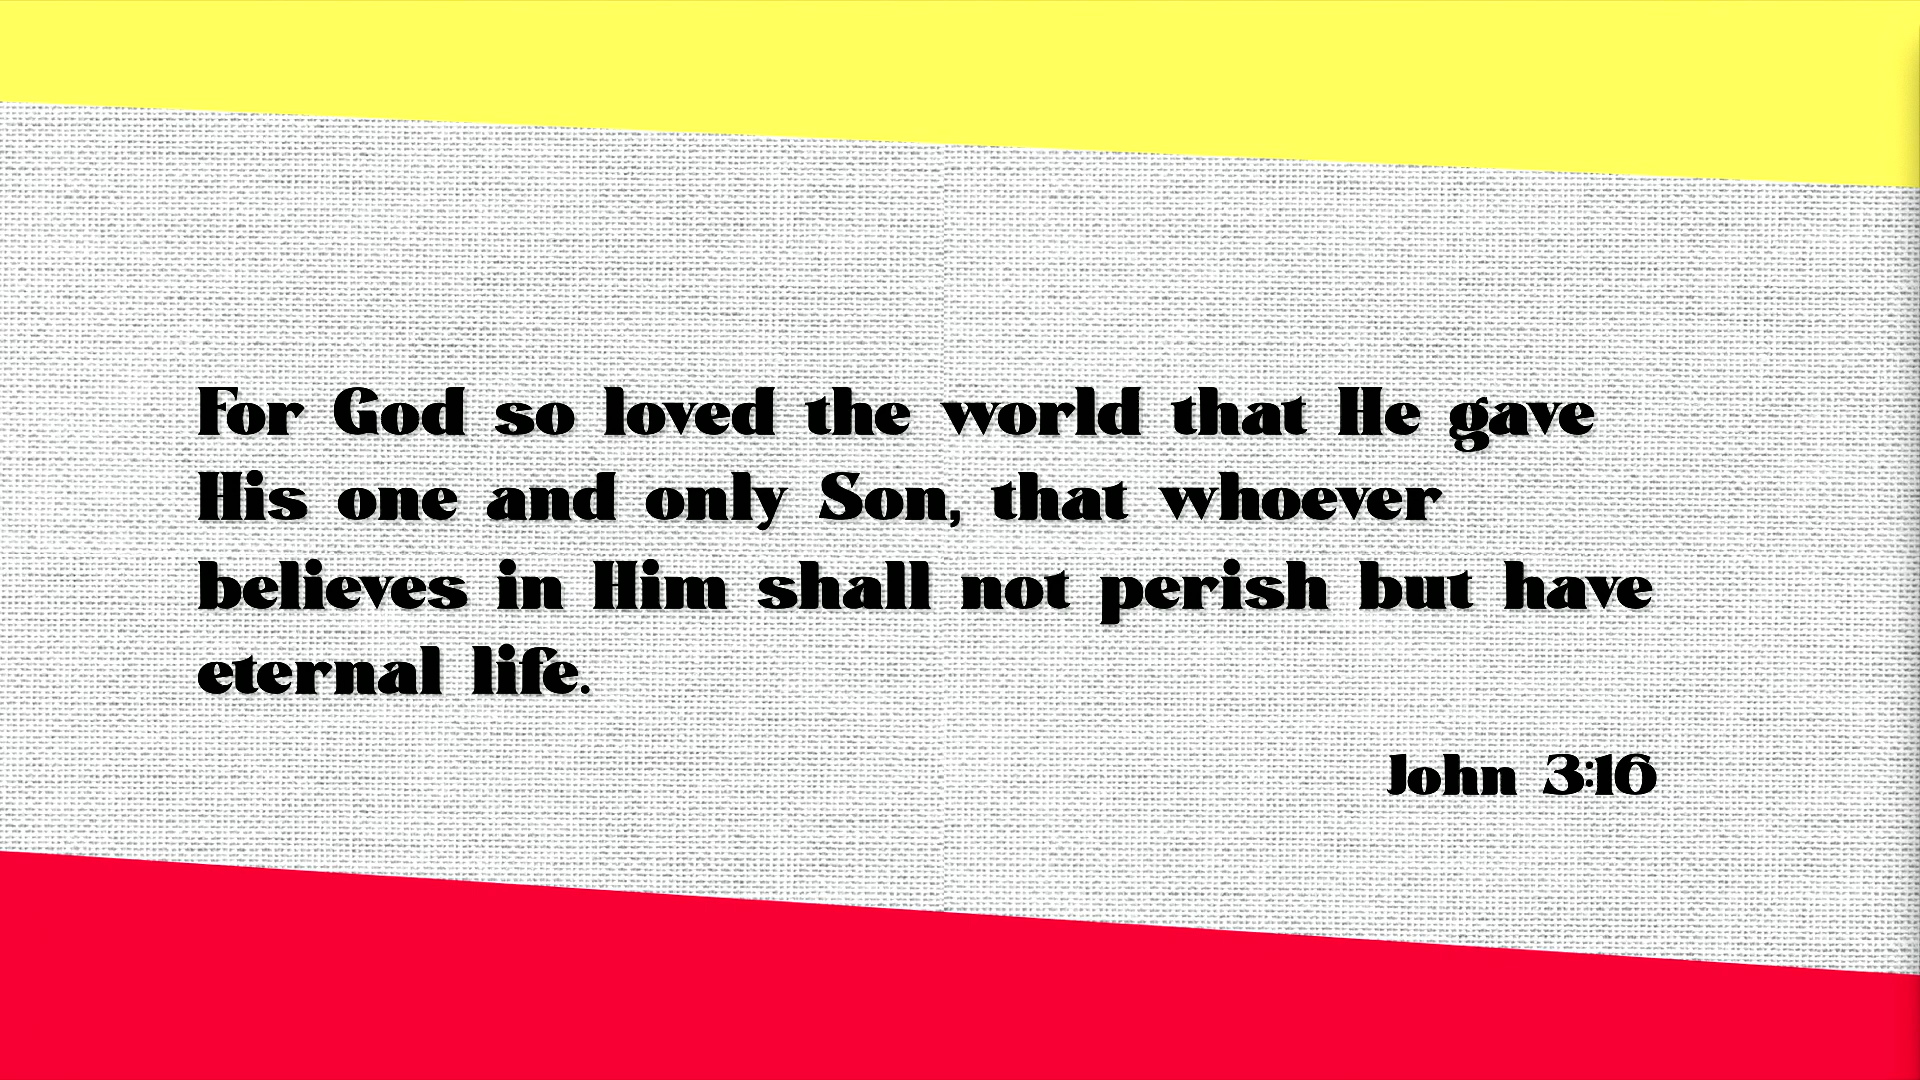 For God so loved the world that He gave
His one and only Son, that whoever
believes in Him shall not perish but have
eternal life.
John 3:16